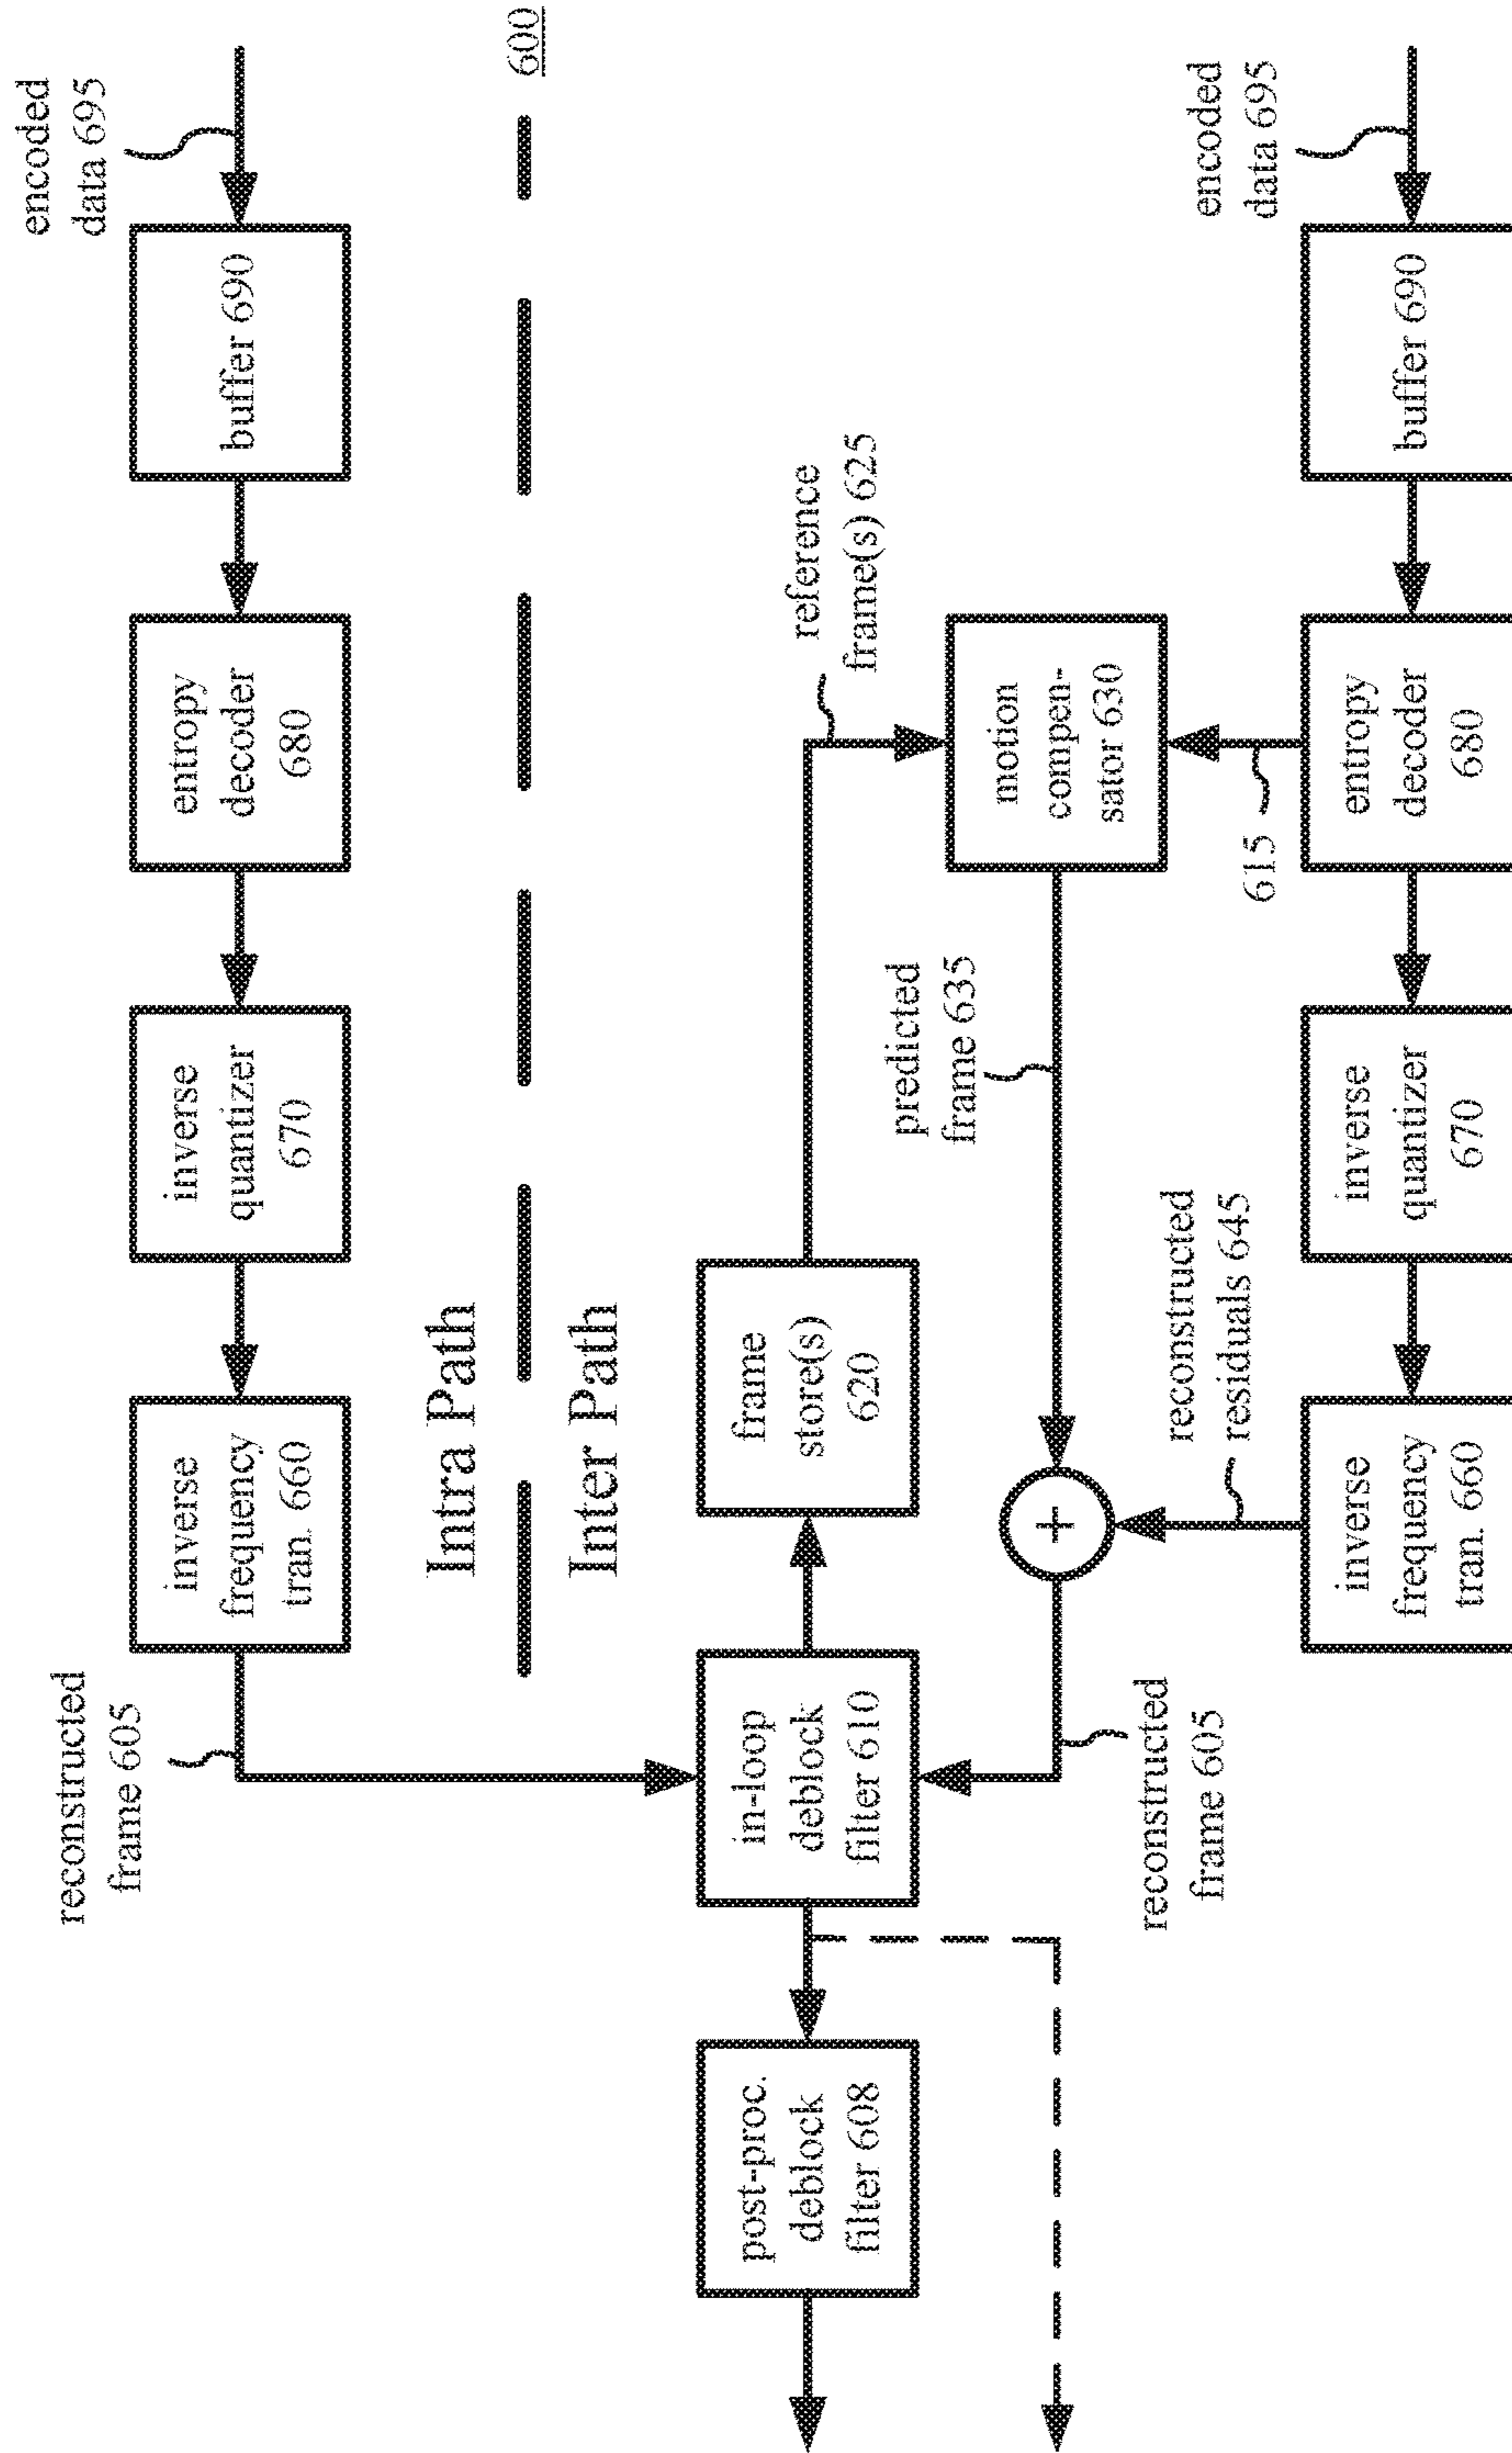 encoded
data 695
buffer 690
entropy
decoder
680
inverse
quantizer
670
inverse
frequency
tran. 660
reconstructed
frame 605
Intra Path
600
Inter Path
reference
frame(s) 625
frame
store(s)
620
in-loop
deblock
filter 610
post-proc.
deblock
filter 608
motion
compen-
sator 630
predicted
frame 635
+
reconstructed
frame 605
615
reconstructed
residuals 645
encoded
data 695
buffer 690
entropy
decoder
680
inverse
quantizer
670
inverse
frequency
tran. 660